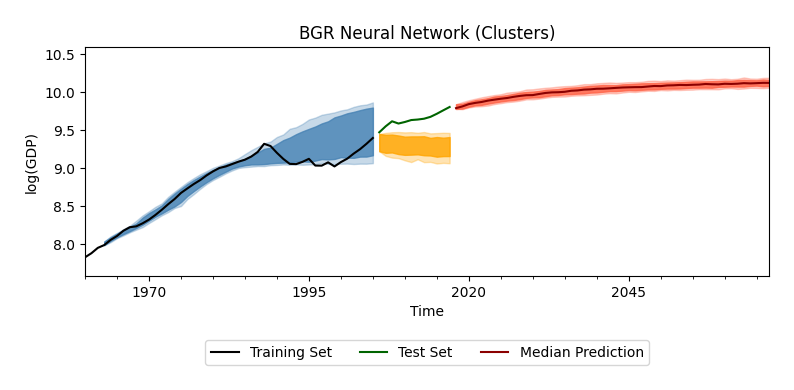 BGR Neural Network (Clusters)
10.5
10.0
9.5
9.0
8.5
8.0
log(GDP)
1970 1995 2020 2045
Time
Training Set Test Set Median Prediction